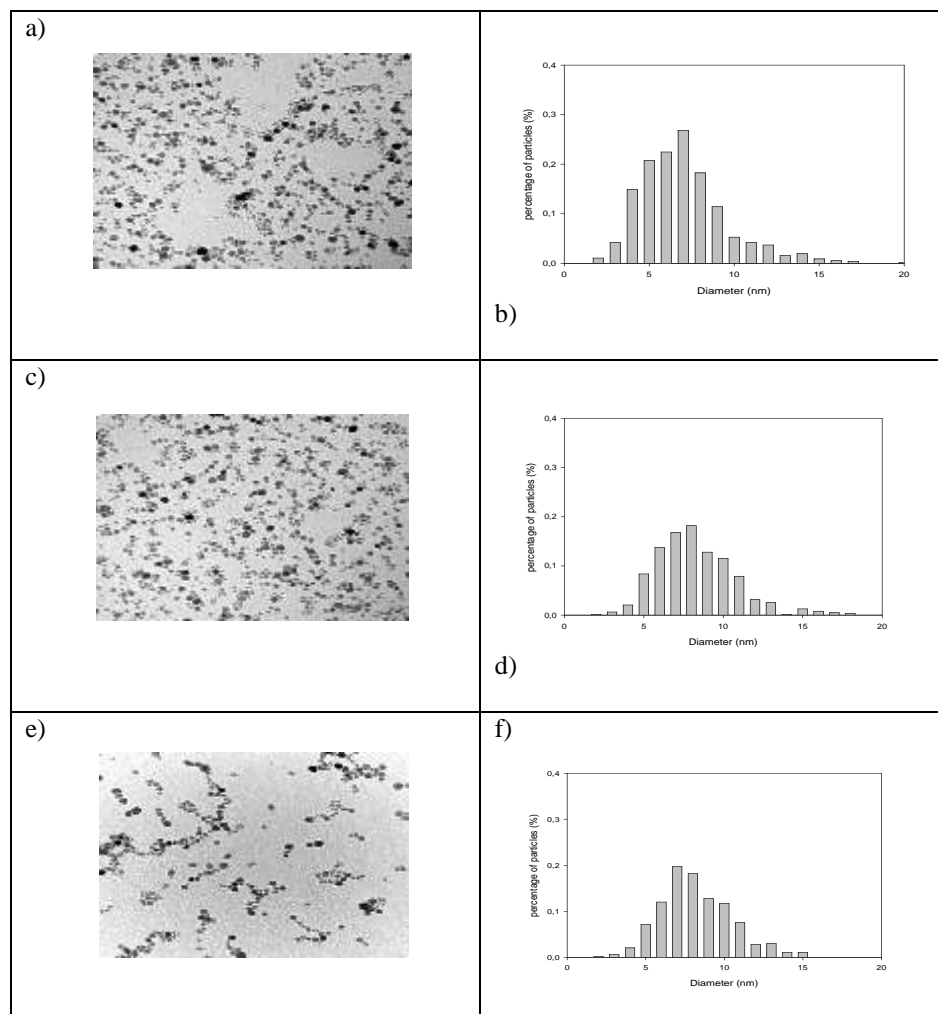 a)
0,4
0,3
0,2
0,1
0,0
percentage of particles (%)
0 5 10 15 20
Diameter (nm)
b)
c)
0,4
0,3
0,2
0,1
0,0
percentage of particles (%)
0 5 10 15 20
Diameter (nm)
d)
e)
f)
0,4
0,3
0,2
0,1
0,0
percentage of particles (%)
0 5 10 15 20
Diameter (nm)